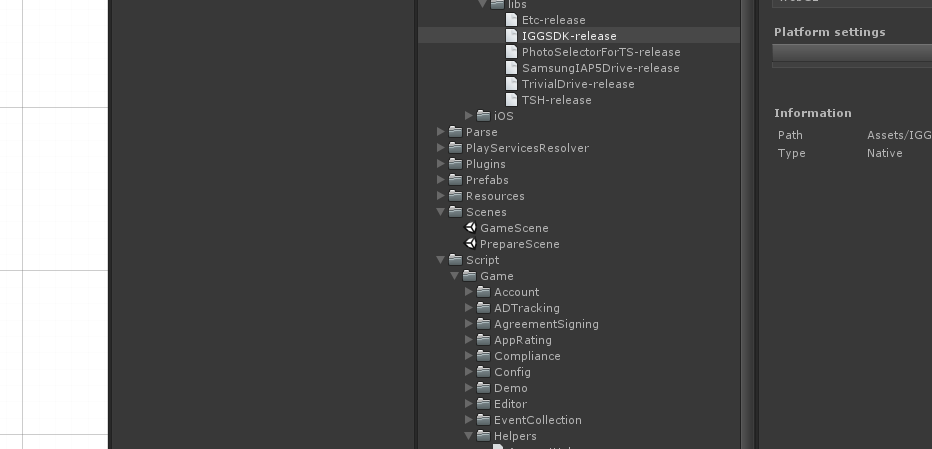 libs
Etc-release
IGGSDK-release
PhotoSelectorForTS-release
SamsungIAP5Drive-release
TrivialDrive-release
TSH-release
iOS
Parse
PlayServicesResolver
Plugins
Prefabs
Resources
Scenes
GameScene
PrepareScene
Script
Game
Account
ADTracking
AgreementSigning
AppRating
Compliance
Config
Demo
Editor
EventCollection
Helpers
Platform settings
Information
Path Assets/IGG
Type Native